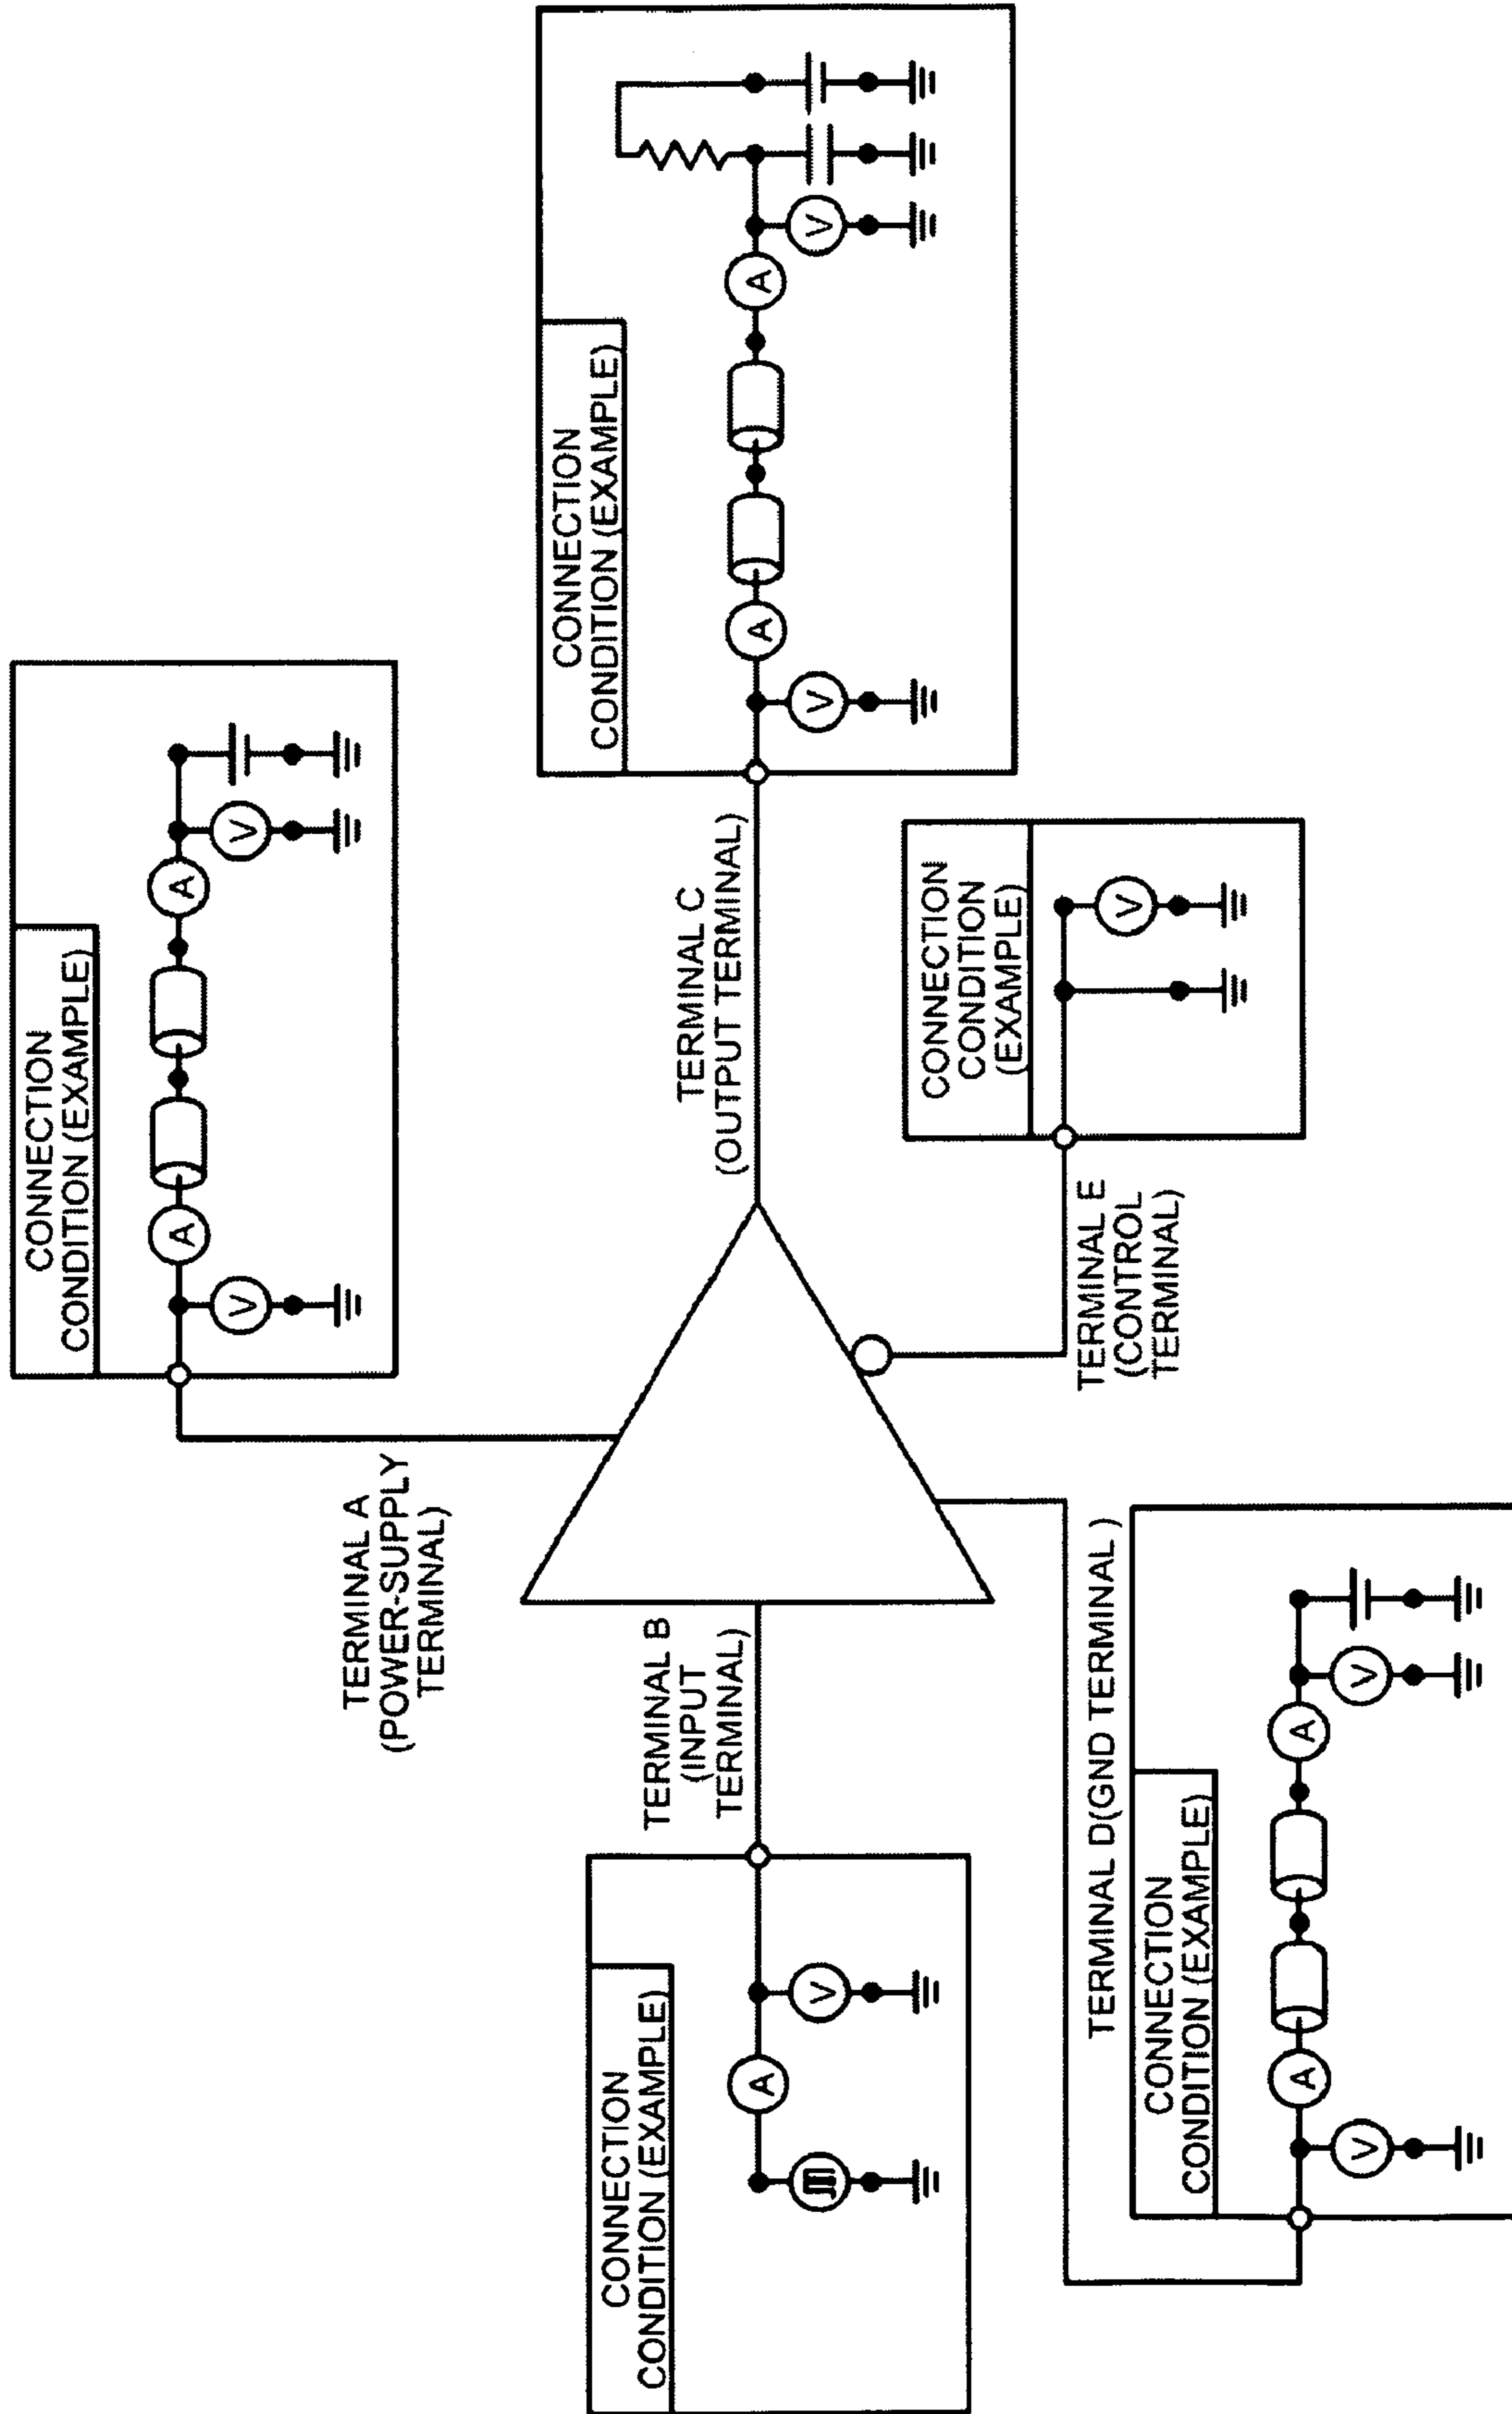 CONNECTION
CONDITION (EXAMPLE)
A
A
V
V
TERMINAL A
(POWER-SUPPLY
TERMINAL)
CONNECTION
CONDITION (EXAMPLE)
A
V
TERMINAL B
(INPUT
TERMINAL)
TERMINAL C
(OUTPUT TERMINAL)
CONNECTION
CONDITION (EXAMPLE)
A
A
V
V
TERMINAL D(GND TERMINAL)
CONNECTION
CONDITION (EXAMPLE)
A
A
V
V
TERMINAL E
(CONTROL
TERMINAL)
CONNECTION
CONDITION
(EXAMPLE)
V